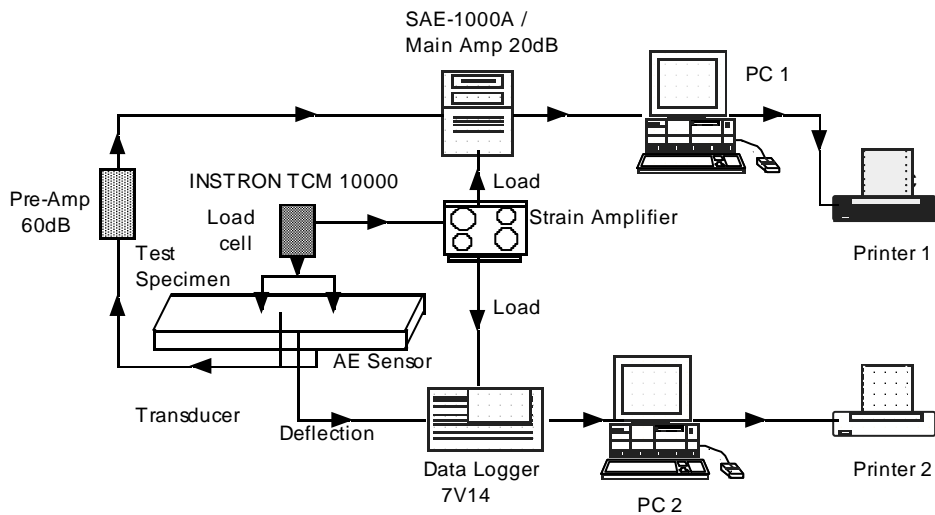 SAE-1000A /
Main Amp 20dB
PC 1
INSTRON TCM 10000
Load
Pre-Amp
60dB
Load
cell
Strain Amplifier
Printer 1
Test
Specimen
Load
AE Sensor
Transducer
Deflection
Data Logger
7V14
PC 2
Printer 2